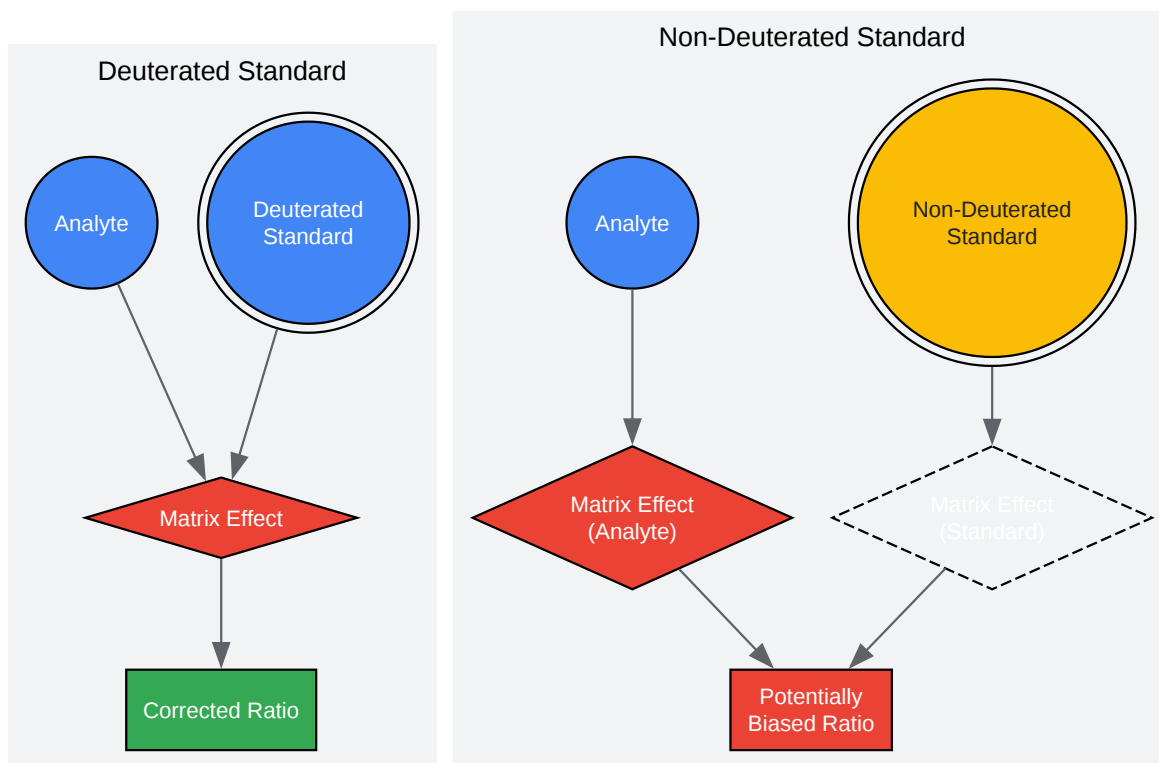 Deuterated Standard
Analyte
Deuterated
Standard
Matrix Effect
Corrected Ratio
Non-Deuterated Standard
Analyte
Non-Deuterated
Standard
Matrix Effect
(Analyte)
Matrix Effect
(Standard)
Potentially
Biased Ratio